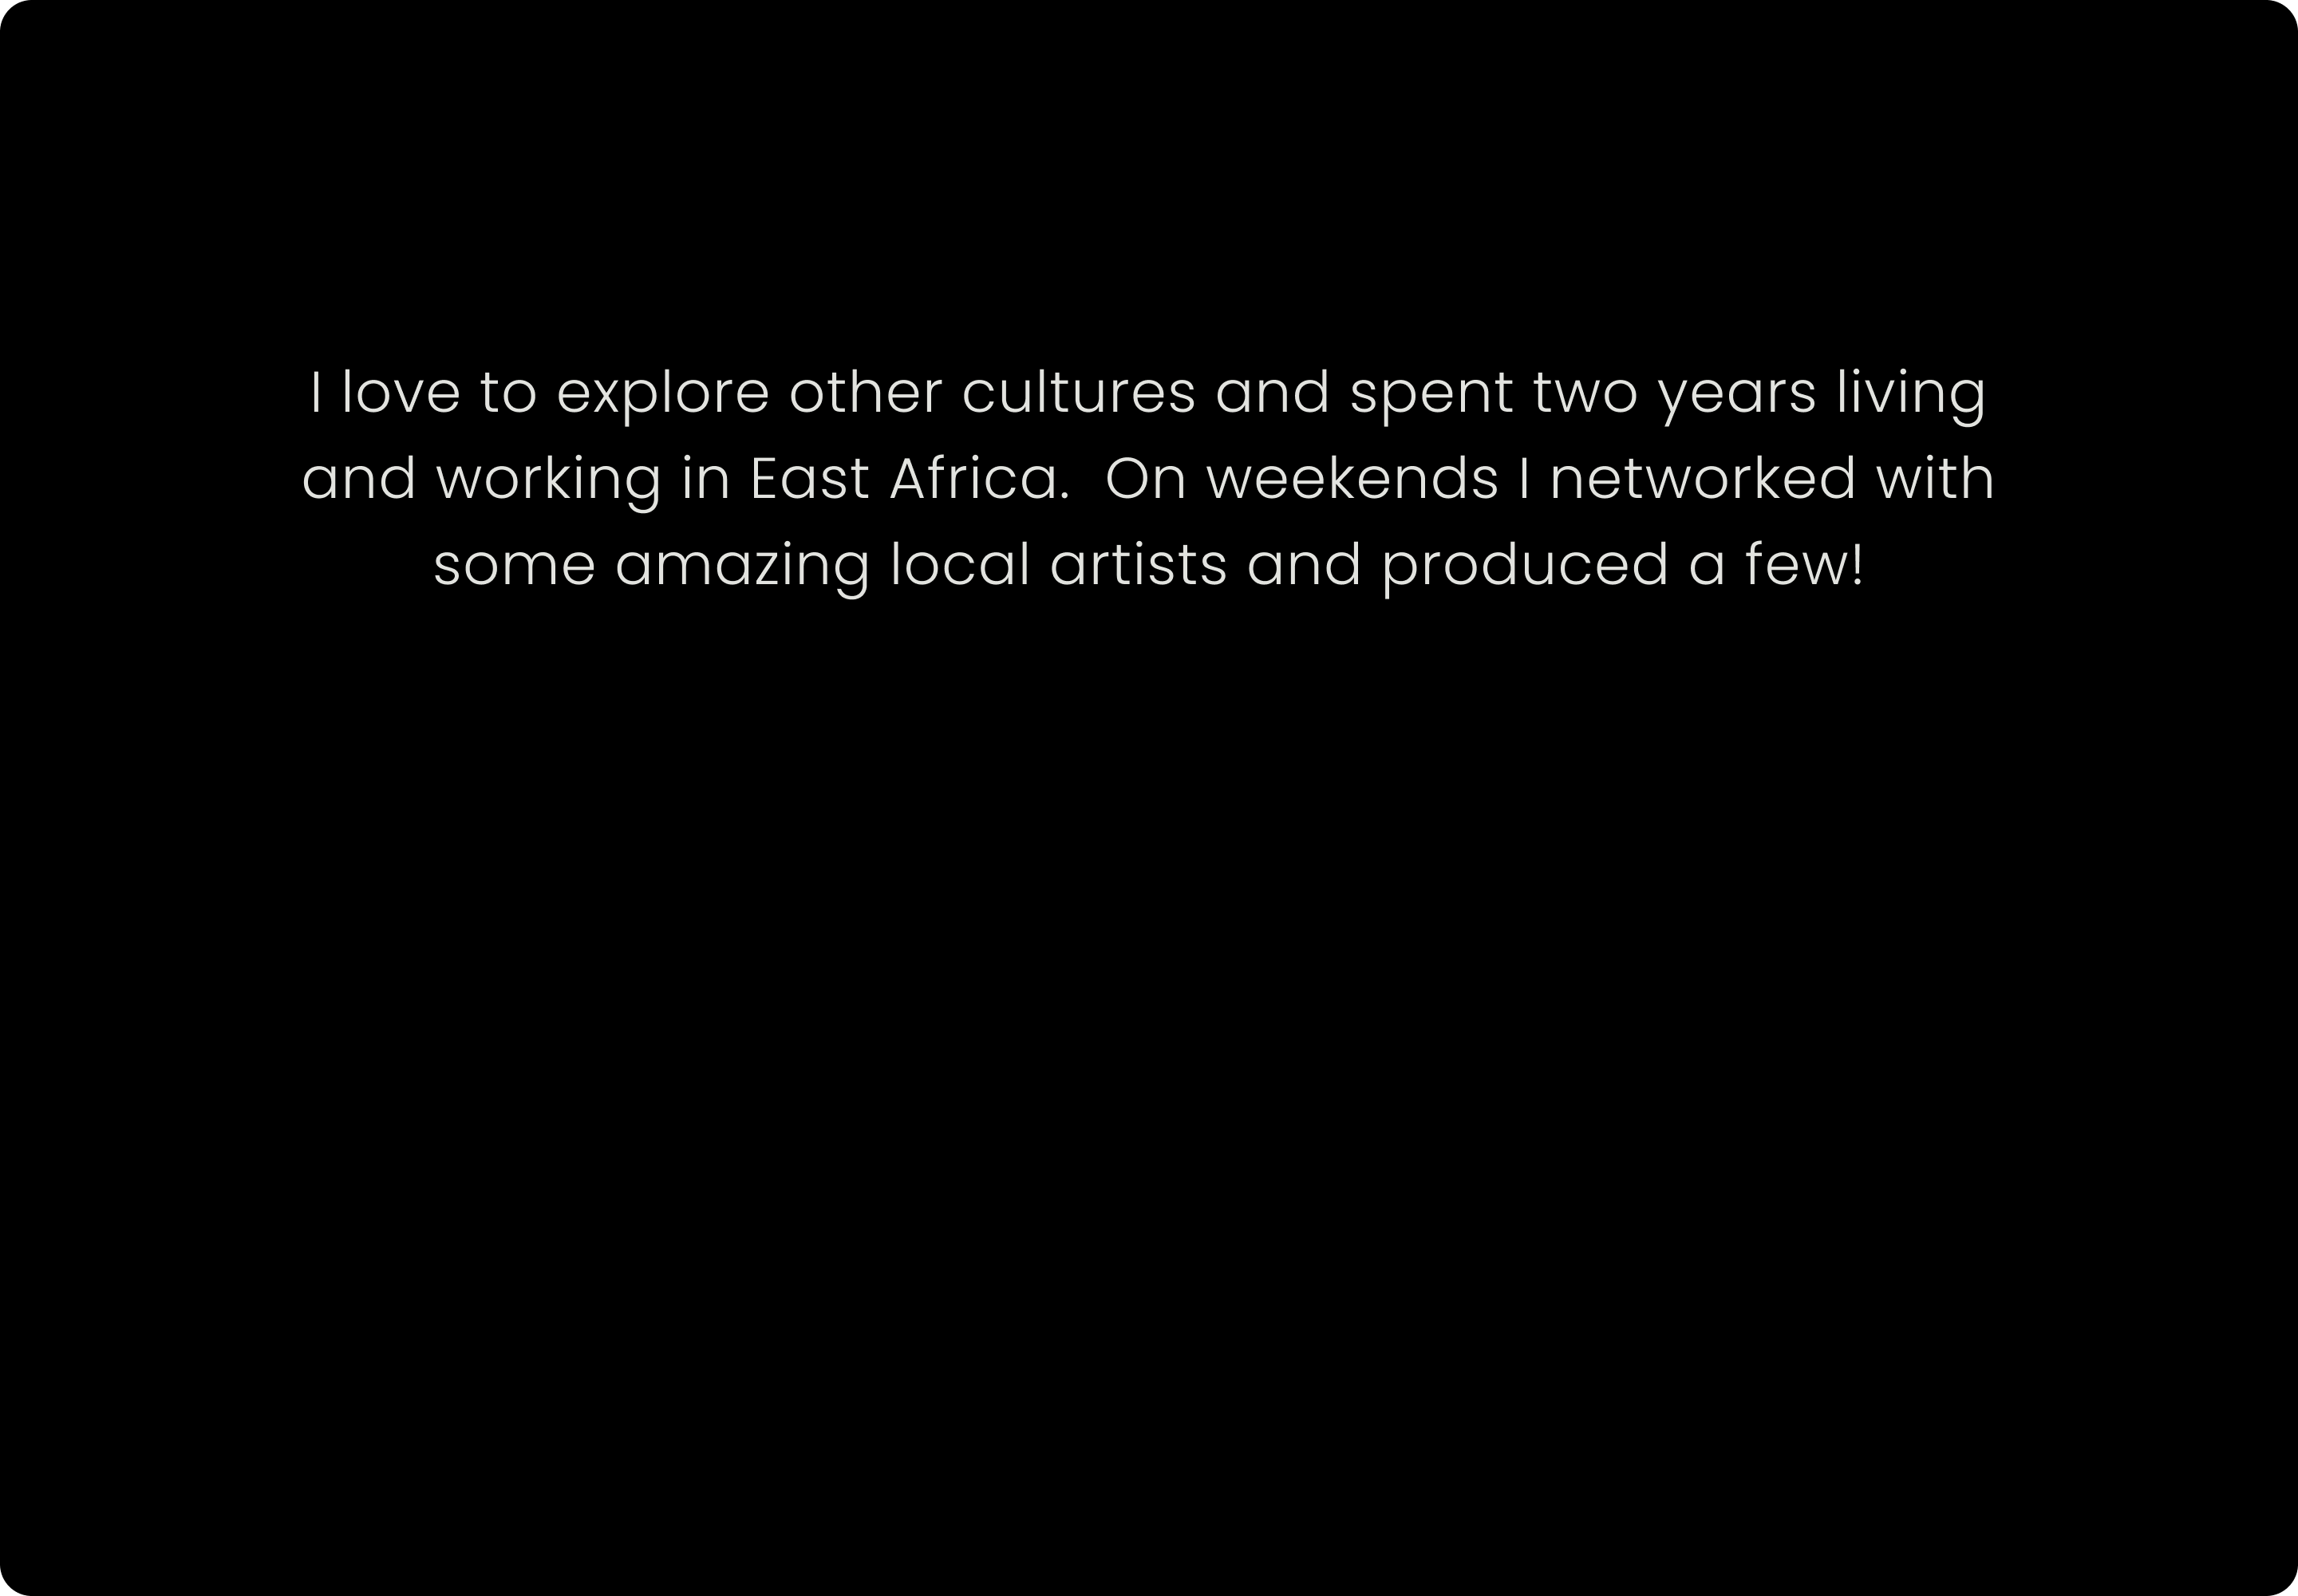 I love to explore other cultures and spent two years living
and working in East Africa.  On weekends I networked with
some amazing local artists and produced a few!